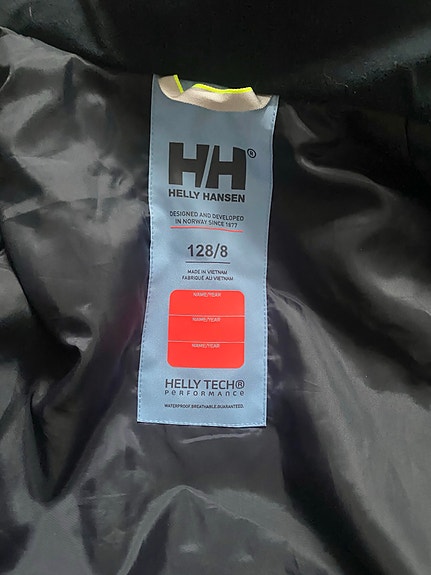 H/H®
HELLY HANSEN
DESIGNED AND DEVELOPED
IN NORWAY SINCE 1877
128/8
MADE IN VIETNAM
FABRIQUÉ AU VIETNAM
NAME/YEAR
NAME/YEAR
NAME/YEAR
HELLY TECH®
PERFORMANCE
WATERPROOF.BREATHABLE.GUARANTEED.